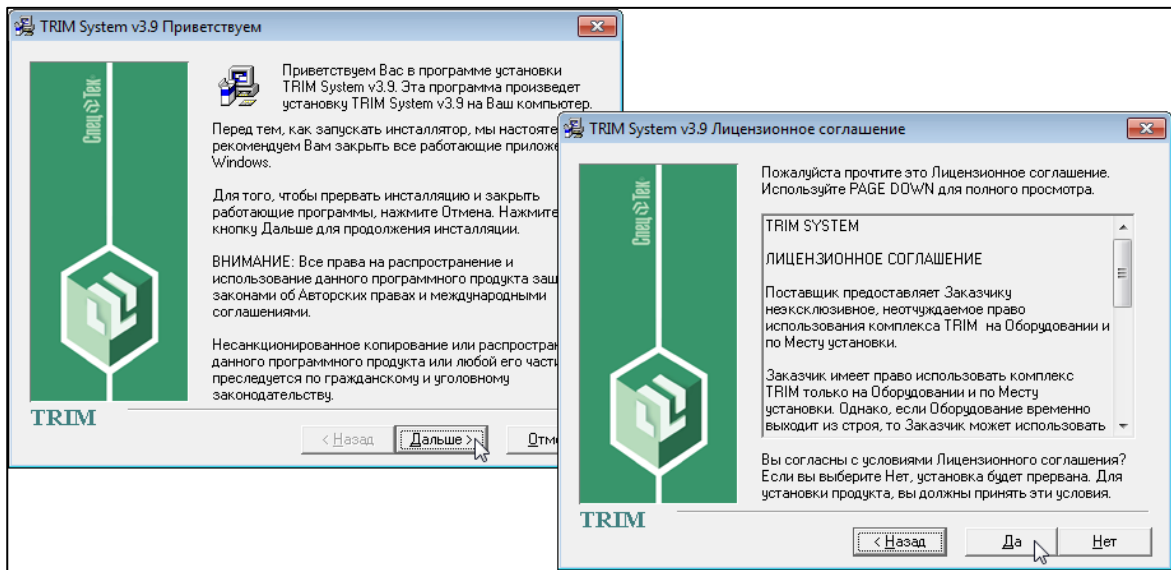 TRIM System v3.9 Приветствуем
Спец Тек
Приветствуем Вас в программе установки
TRIM System v3.9. Эта программа произведет
установку TRIM System v3.9 на Ваш компьютер.
Перед тем, как запускать инсталлятор, мы настояте
рекомендуем Вам закрыть все работающие приложе
Windows.
Для того, чтобы прервать инсталляцию и закрыть
работающие программы, нажмите Отмена. Нажмите
кнопку Дальше для продолжения инсталляции.
ВНИМАНИЕ: Все права на распространение и
использование данного программного продукта защ
законами об Авторских правах и международными
соглашениями.
Несанкционированное копирование или распростран
данного программного продукта или любой его части
преследуется по гражданскому и уголовному
законодательству.
TRIM
< Назад Дальше > Отме
TRIM System v3.9 Лицензионное соглашение
Спец Тек
Пожалуйста прочтите это Лицензионное соглашение.
Используйте PAGE DOWN для полного просмотра.
TRIM SYSTEM
ЛИЦЕНЗИОННОЕ СОГЛАШЕНИЕ
Поставщик предоставляет Заказчику
неэксклюзивное, неотчуждаемое право
использования комплекса TRIM на Оборудовании и
по Месту установки.
Заказчик имеет право использовать комплекс
TRIM только на Оборудовании и по Месту
установки. Однако, если Оборудование временно
выходит из строя, то Заказчик может использовать
Вы согласны с условиями Лицензионного соглашения?
Если вы выберите Нет, установка будет прервана. Для
установки продукта, вы должны принять эти условия.
TRIM
< Назад Да Нет